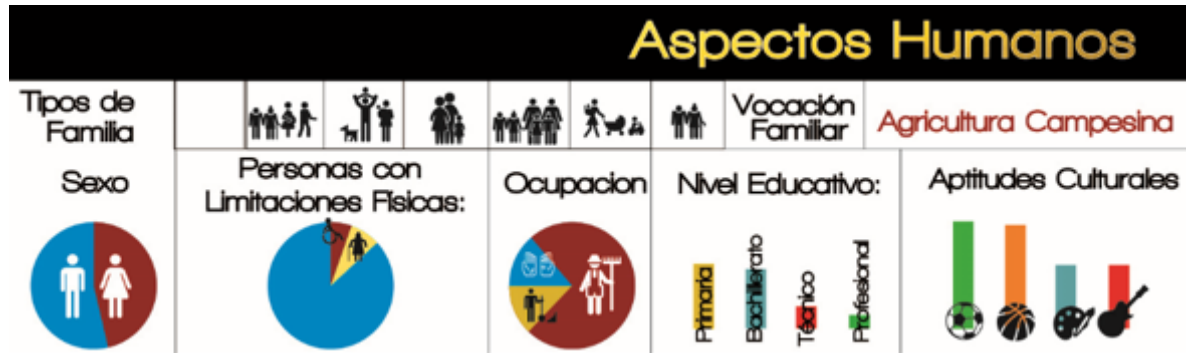 Aspectos Humanos
Tipos de
Familia
Vocación
Familiar
Agricultura Campesina
Sexo
Personas con
Limitaciones Físicas:
Ocupacion
Nivel Educativo:
Primaria
Bachillerato
Técnico
Profesional
Aptitudes Culturales